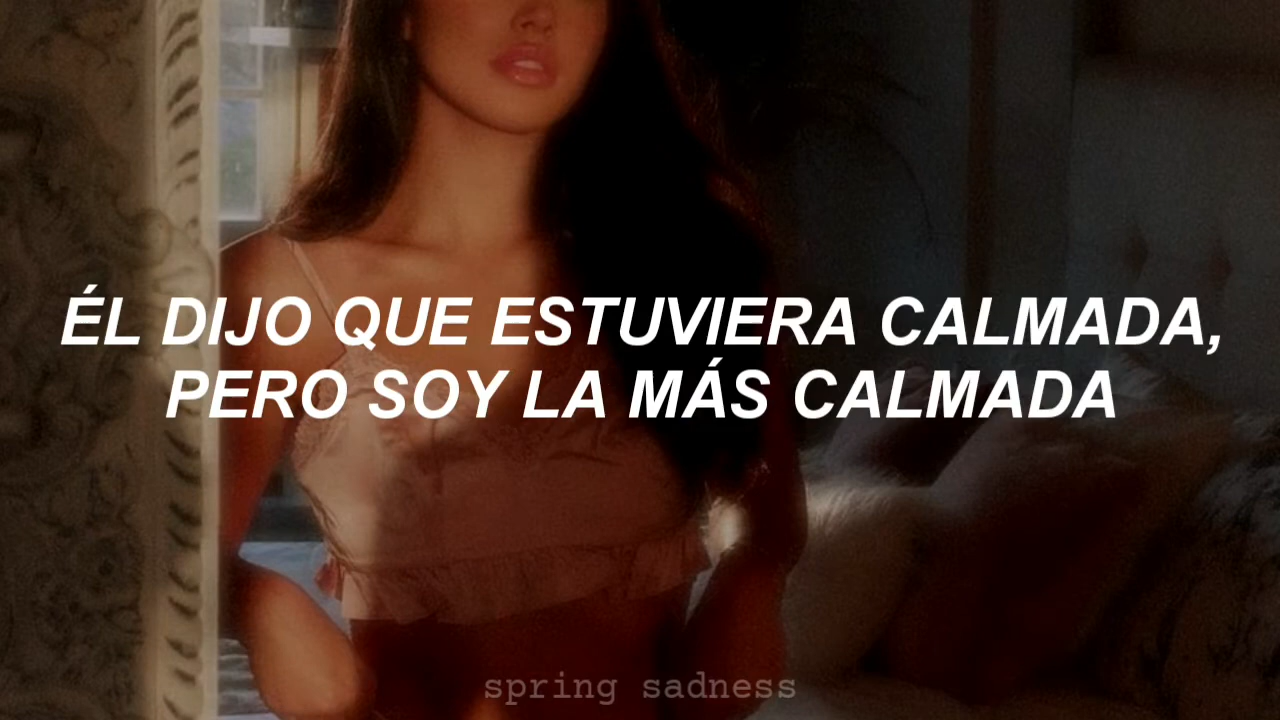 ÉL DIJO QUE ESTUVIERA CALMADA,
PERO SOY LA MÁS CALMADA
spring sadness